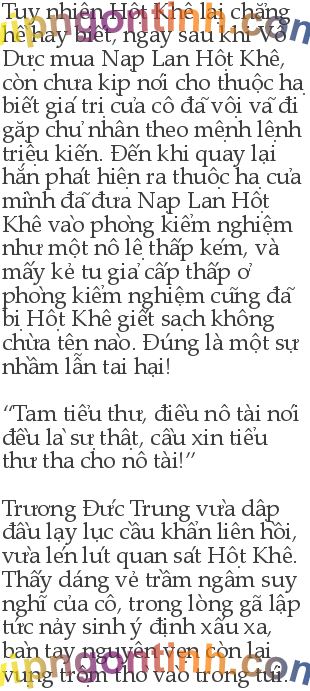 Tuy nhiên Hột Khê lại chẳng
hề hay biết, ngay sau khi Vô
Dực mua Nạp Lan Hột Khê,
còn chưa kịp nói cho thuộc hạ
biết giá trị của cô đã vội vã đi
gặp chủ nhân theo mệnh lệnh
triệu kiến. Đến khi quay lại
hắn phát hiện ra thuộc hạ của
mình đã đưa Nạp Lan Hột
Khê vào phòng kiểm nghiệm
như một nô lệ thấp kém, và
mấy kẻ tu giả cấp thấp ở
phòng kiểm nghiệm cũng đã
bị Hột Khê giết sạch không
chừa tên nào. Đúng là một sự
nhầm lẫn tai hại!
“Tam tiểu thư, điều nô tài nói
đều là sự thật, cầu xin tiểu
thư tha cho nô tài!”
Trương Đức Trung vừa dập
đầu lạy lục cầu khẩn liên hồi,
vừa lén lút quan sát Hột Khê.
Thấy dáng vẻ trầm ngâm suy
nghĩ của cô, trong lòng gã lập
tức nảy sinh ý định xấu xa,
bàn tay nguyên vẹn còn lại
vụng trộm thò vào trong túi.